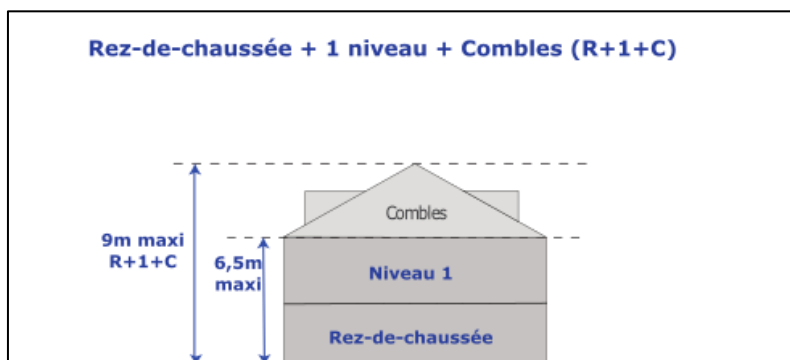 Rez-de-chaussée + 1 niveau + Combles (R+1+C)
Combles
9m maxi
R+1+C
6,5m
maxi
Niveau 1
Rez-de-chaussée